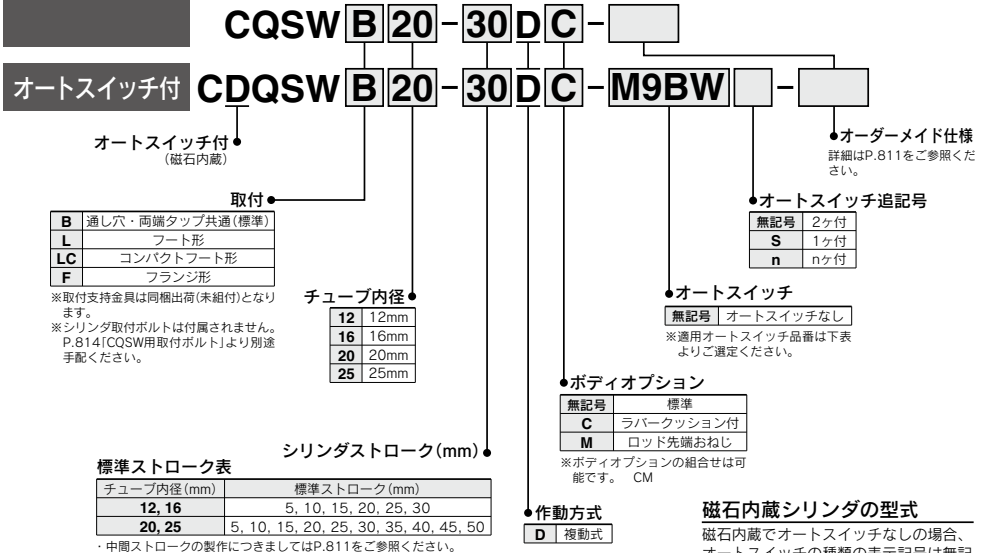 CQSW B 20 - 30 D C -
オートスイッチ付 CDQSW B 20 - 30 D C - M9BW -
オートスイッチ付
(磁石内蔵)
取付
B 通し穴・両端タップ共通(標準)
L フート形
LC コンパクトフート形
F フランジ形
※取付支持金具は同梱出荷(未組付)となり
ます。
※シリンダ取付ボルトは付属されません。
P.814「CQSW用取付ボルト」より別途
手配ください。
チューブ内径
12 12mm
16 16mm
20 20mm
25 25mm
シリンダストローク(mm)
標準ストローク表
チューブ内径(mm) 標準ストローク(mm)
12, 16 5, 10, 15, 20, 25, 30
20, 25 5, 10, 15, 20, 25, 30, 35, 40, 45, 50
・中間ストロークの製作につきましてはP.811をご参照ください。
作動方式
D 複動式
ボディオプション
無記号 標準
C ラバークッション付
M ロッド先端おねじ
※ボディオプションの組合せは可
能です。 CM
オートスイッチ
無記号 オートスイッチなし
※適用オートスイッチ品番は下表
よりご選定ください。
オートスイッチ追記号
無記号 2ヶ付
S 1ヶ付
n nヶ付
オーダーメイド仕様
詳細はP.811をご参照くだ
さい。
磁石内蔵シリンダの型式
磁石内蔵でオートスイッチなしの場合、
オートスイッチの種類の表示記号は無記